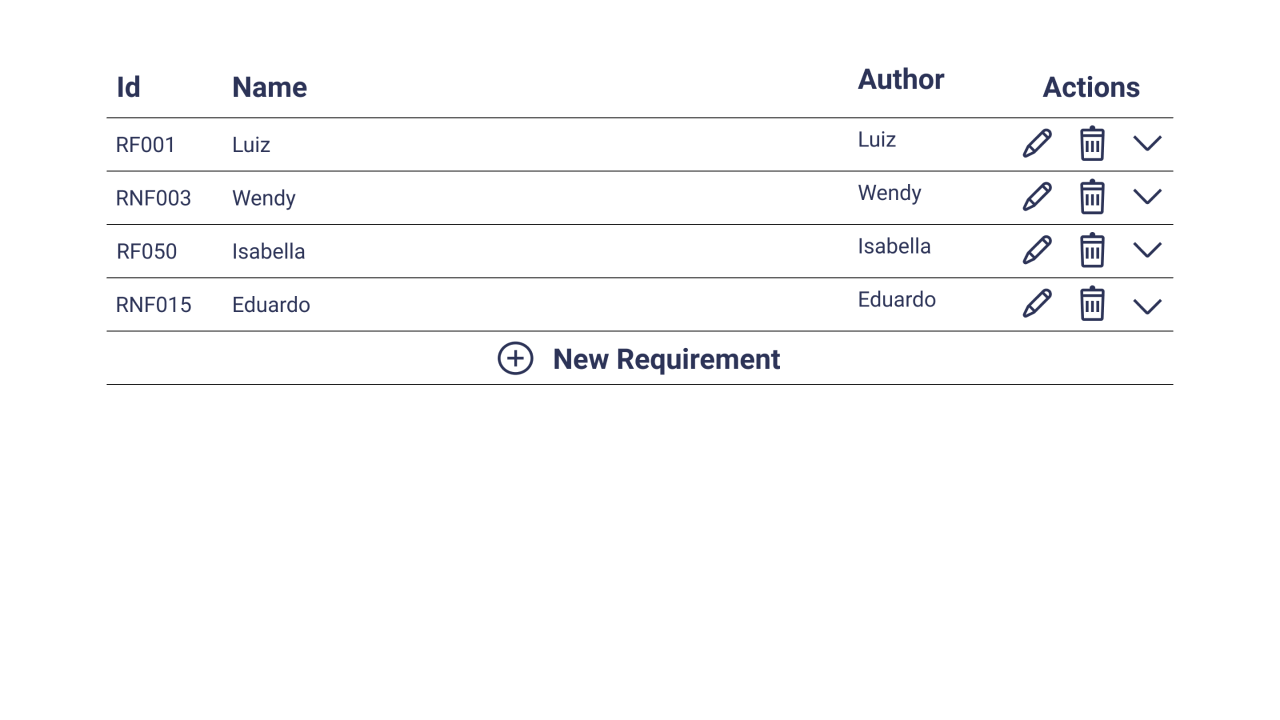 Id Name Author Actions
RF001 Luiz Luiz
RNF003 Wendy Wendy
RF050 Isabella Isabella
RNF015 Eduardo Eduardo
New Requirement